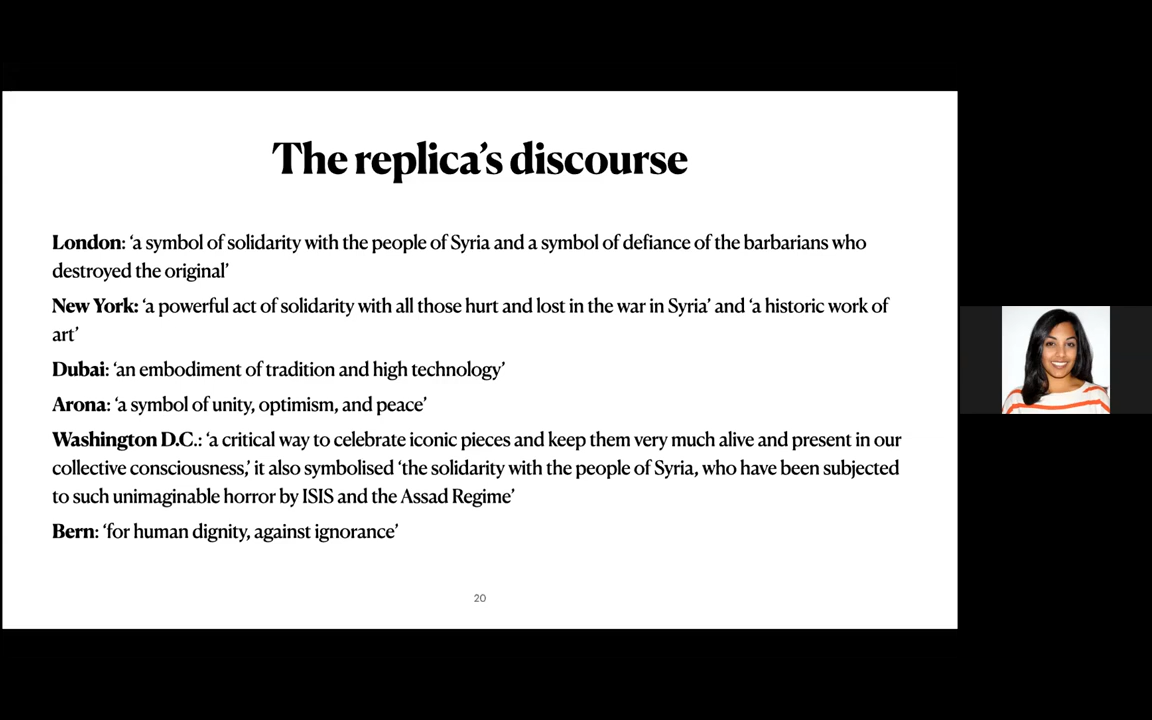 The replica’s discourse
London: ‘a symbol of solidarity with the people of Syria and a symbol of defiance of the barbarians who
destroyed the original’
New York: ‘a powerful act of solidarity with all those hurt and lost in the war in Syria’ and ‘a historic work of
art’
Dubai: ‘an embodiment of tradition and high technology’
Arona: ‘a symbol of unity, optimism, and peace’
Washington D.C.: ‘a critical way to celebrate iconic pieces and keep them very much alive and present in our
collective consciousness,’ it also symbolised ‘the solidarity with the people of Syria, who have been subjected
to such unimaginable horror by ISIS and the Assad Regime’
Bern: ‘for human dignity, against ignorance’
20